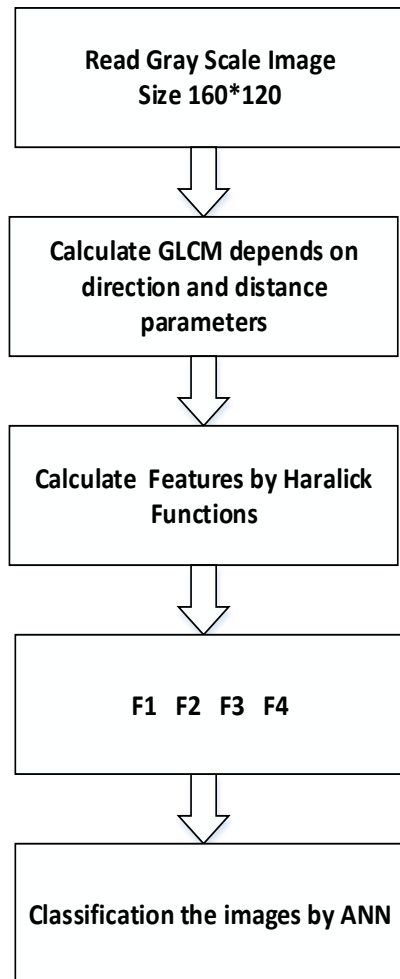 Read Gray Scale Image
Size 160*120
Calculate GLCM depends on
direction and distance
parameters
Calculate Features by Haralick
Functions
F1 F2 F3 F4
Classification the images by ANN